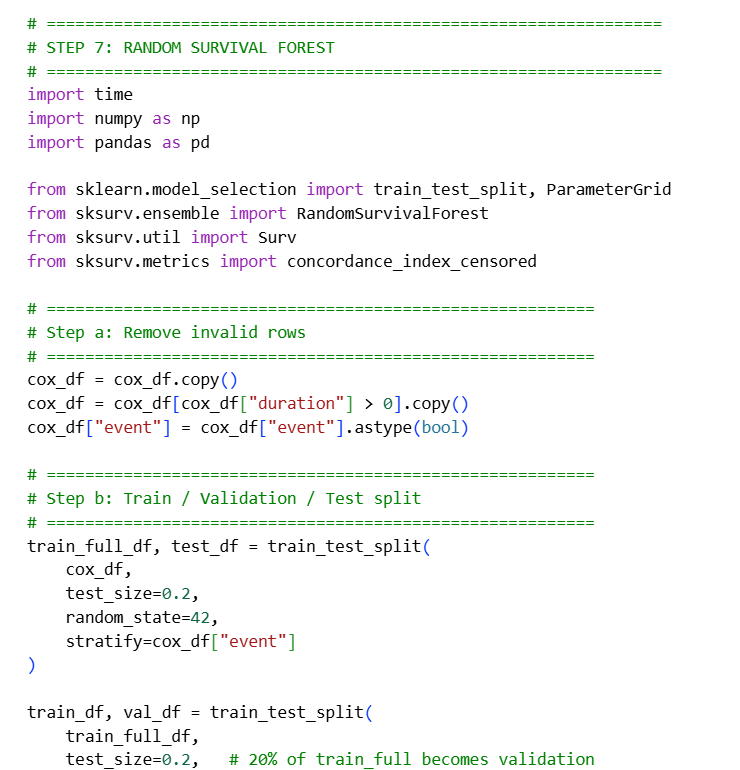 # ================================================================
# STEP 7: RANDOM SURVIVAL FOREST
# ================================================================
import time
import numpy as np
import pandas as pd
from sklearn.model_selection import train_test_split, ParameterGrid
from sksurv.ensemble import RandomSurvivalForest
from sksurv.util import Surv
from sksurv.metrics import concordance_index_censored
# =========================================================
# Step a: Remove invalid rows
# =========================================================
cox_df = cox_df.copy()
cox_df = cox_df[cox_df["duration"] > 0].copy()
cox_df["event"] = cox_df["event"].astype(bool)
# =========================================================
# Step b: Train / Validation / Test split
# =========================================================
train_full_df, test_df = train_test_split(
    cox_df,
    test_size=0.2,
    random_state=42,
    stratify=cox_df["event"]
)
train_df, val_df = train_test_split(
    train_full_df,
    test_size=0.2,   # 20% of train_full becomes validation